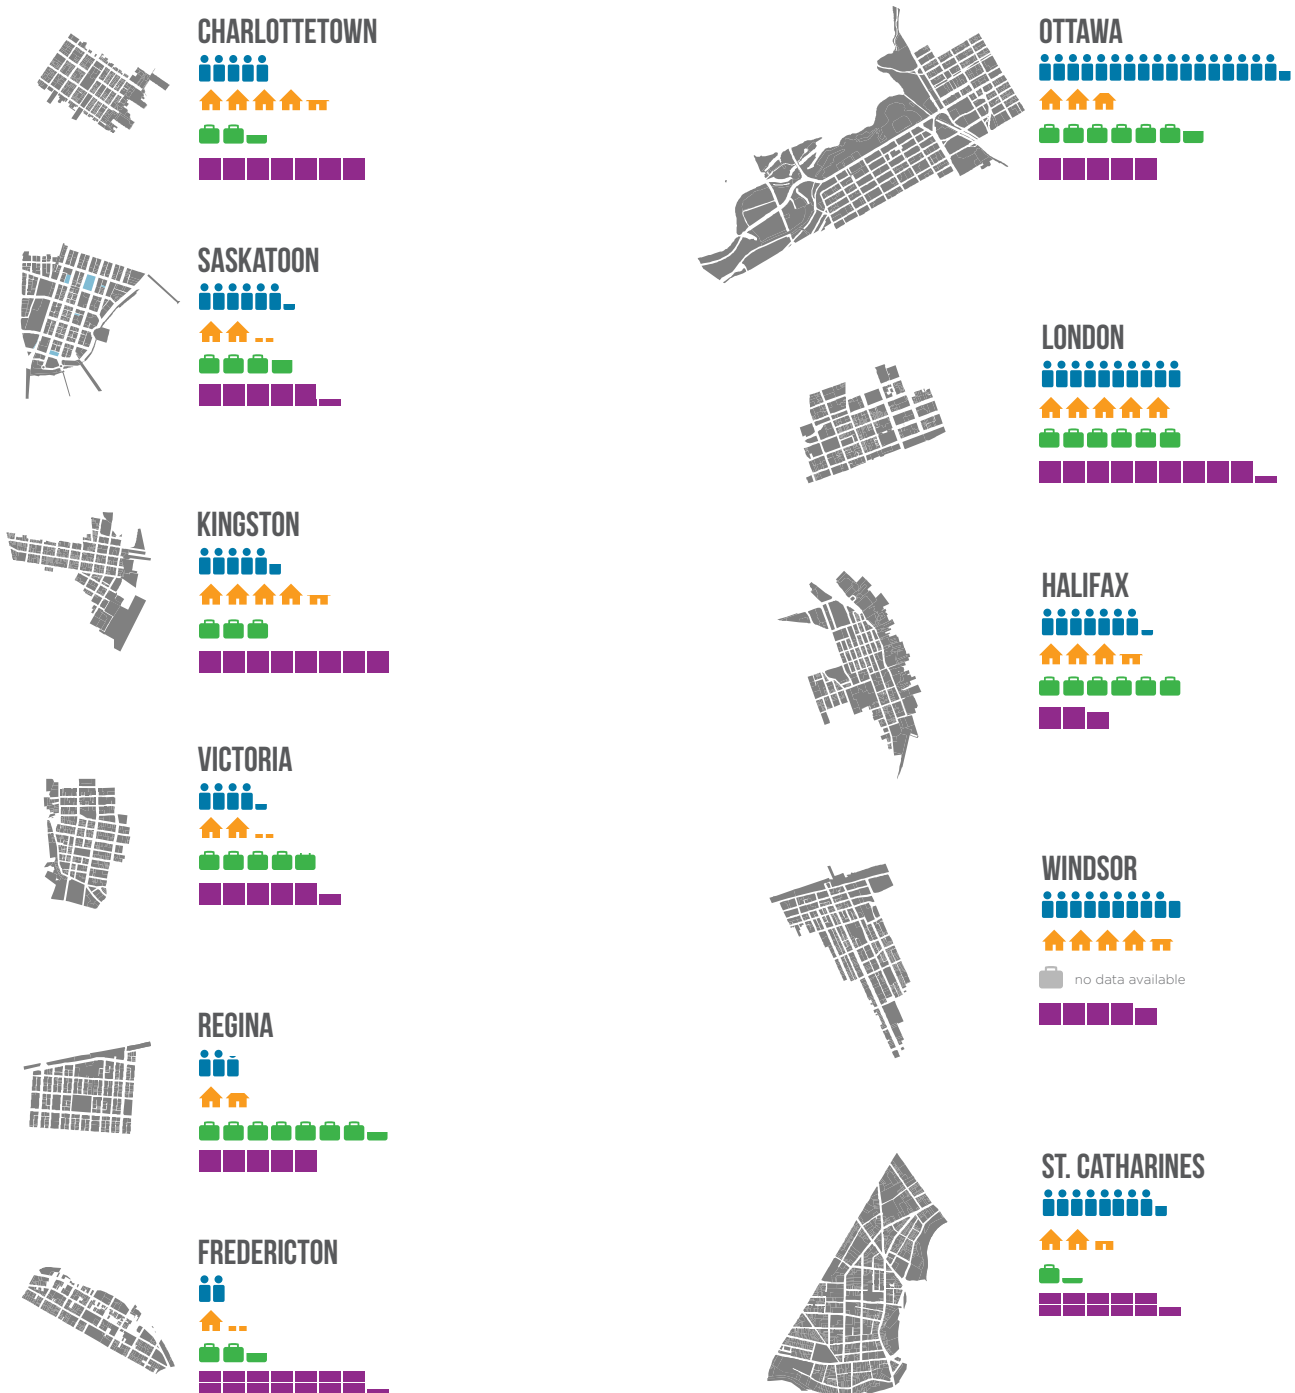 CHARLOTTETOWN
SASKATOON
KINGSTON
VICTORIA
REGINA
FREDERICTON
OTTAWA
LONDON
HALIFAX
WINDSOR
no data available
ST. CATHARINES